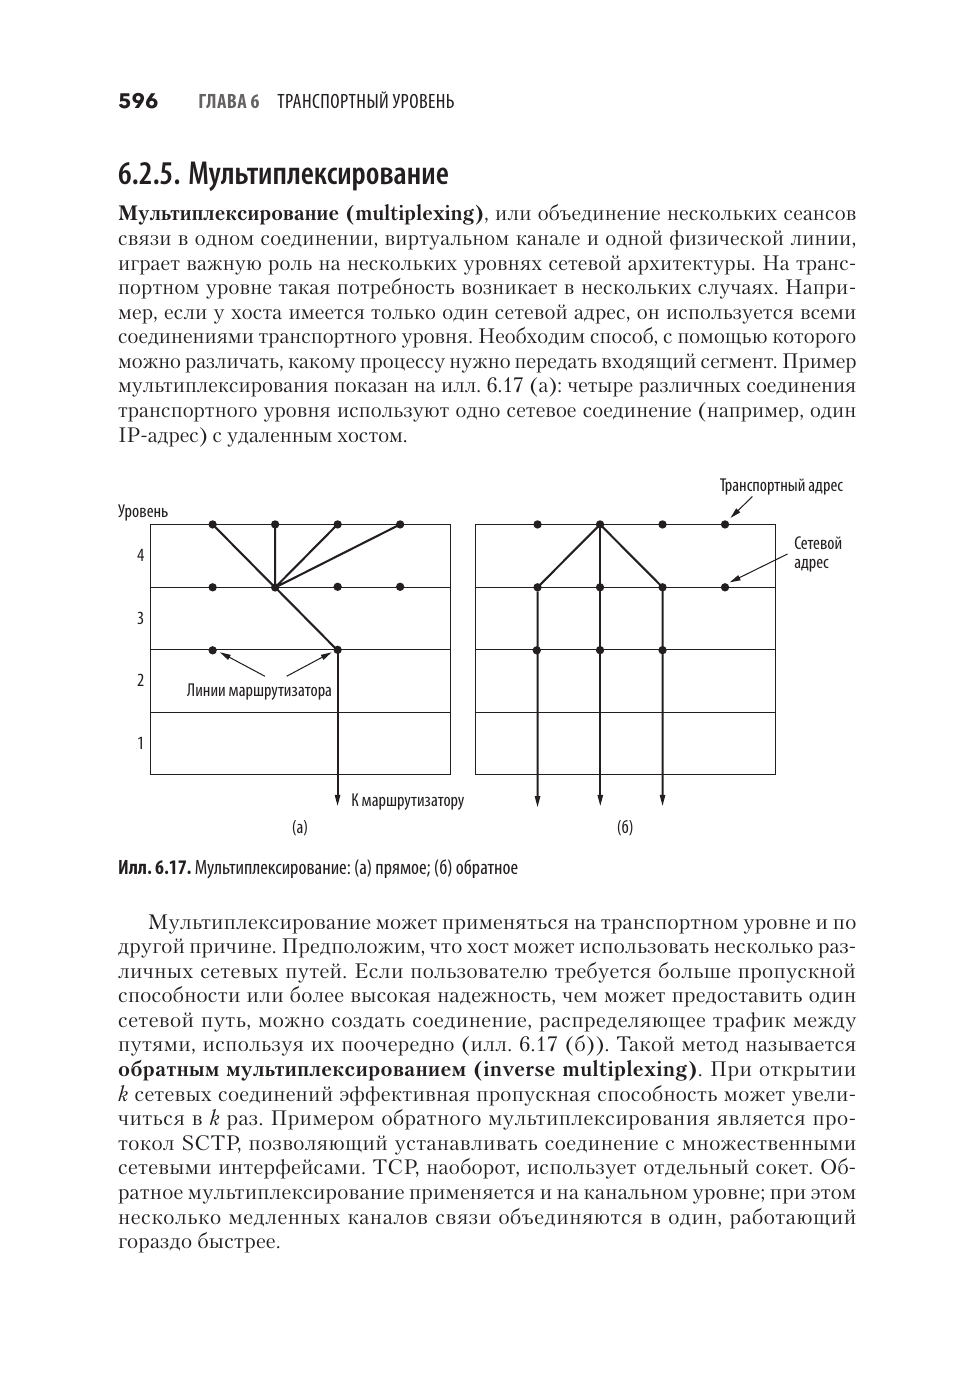 596 ГЛАВА 6 ТРАНСПОРТНЫЙ УРОВЕНЬ
6.2.5. Мультиплексирование
Мультиплексирование (multiplexing), или объединение нескольких сеансов
связи в одном соединении, виртуальном канале и одной физической линии,
играет важную роль на нескольких уровнях сетевой архитектуры. На транс-
портном уровне такая потребность возникает в нескольких случаях. Напри-
мер, если у хоста имеется только один сетевой адрес, он используется всеми
соединениями транспортного уровня. Необходим способ, с помощью которого
можно различать, какому процессу нужно передать входящий сегмент. Пример
мультиплексирования показан на илл. 6.17 (а): четыре различных соединения
транспортного уровня используют одно сетевое соединение (например, один
IP-адрес) с удаленным хостом.
Транспортный адрес
Уровень
Сетевой
адрес
4
3
2
Линии маршрутизатора
1
К маршрутизатору
(а)
(б)
Илл. 6.17. Мультиплексирование: (а) прямое; (б) обратное
Мультиплексирование может применяться на транспортном уровне и по
другой причине. Предположим, что хост может использовать несколько раз-
личных сетевых путей. Если пользователю требуется больше пропускной
способности или более высокая надежность, чем может предоставить один
сетевой путь, можно создать соединение, распределяющее трафик между
путями, используя их поочередно (илл. 6.17 (б)). Такой метод называется
обратным мультиплексированием (inverse multiplexing). При открытии
k сетевых соединений эффективная пропускная способность может увели-
читься в k раз. Примером обратного мультиплексирования является про-
токол SCTP, позволяющий устанавливать соединение с множественными
сетевыми интерфейсами. TCP, наоборот, использует отдельный сокет. Об-
ратное мультиплексирование применяется и на канальном уровне; при этом
несколько медленных каналов связи объединяются в один, работающий
гораздо быстрее.